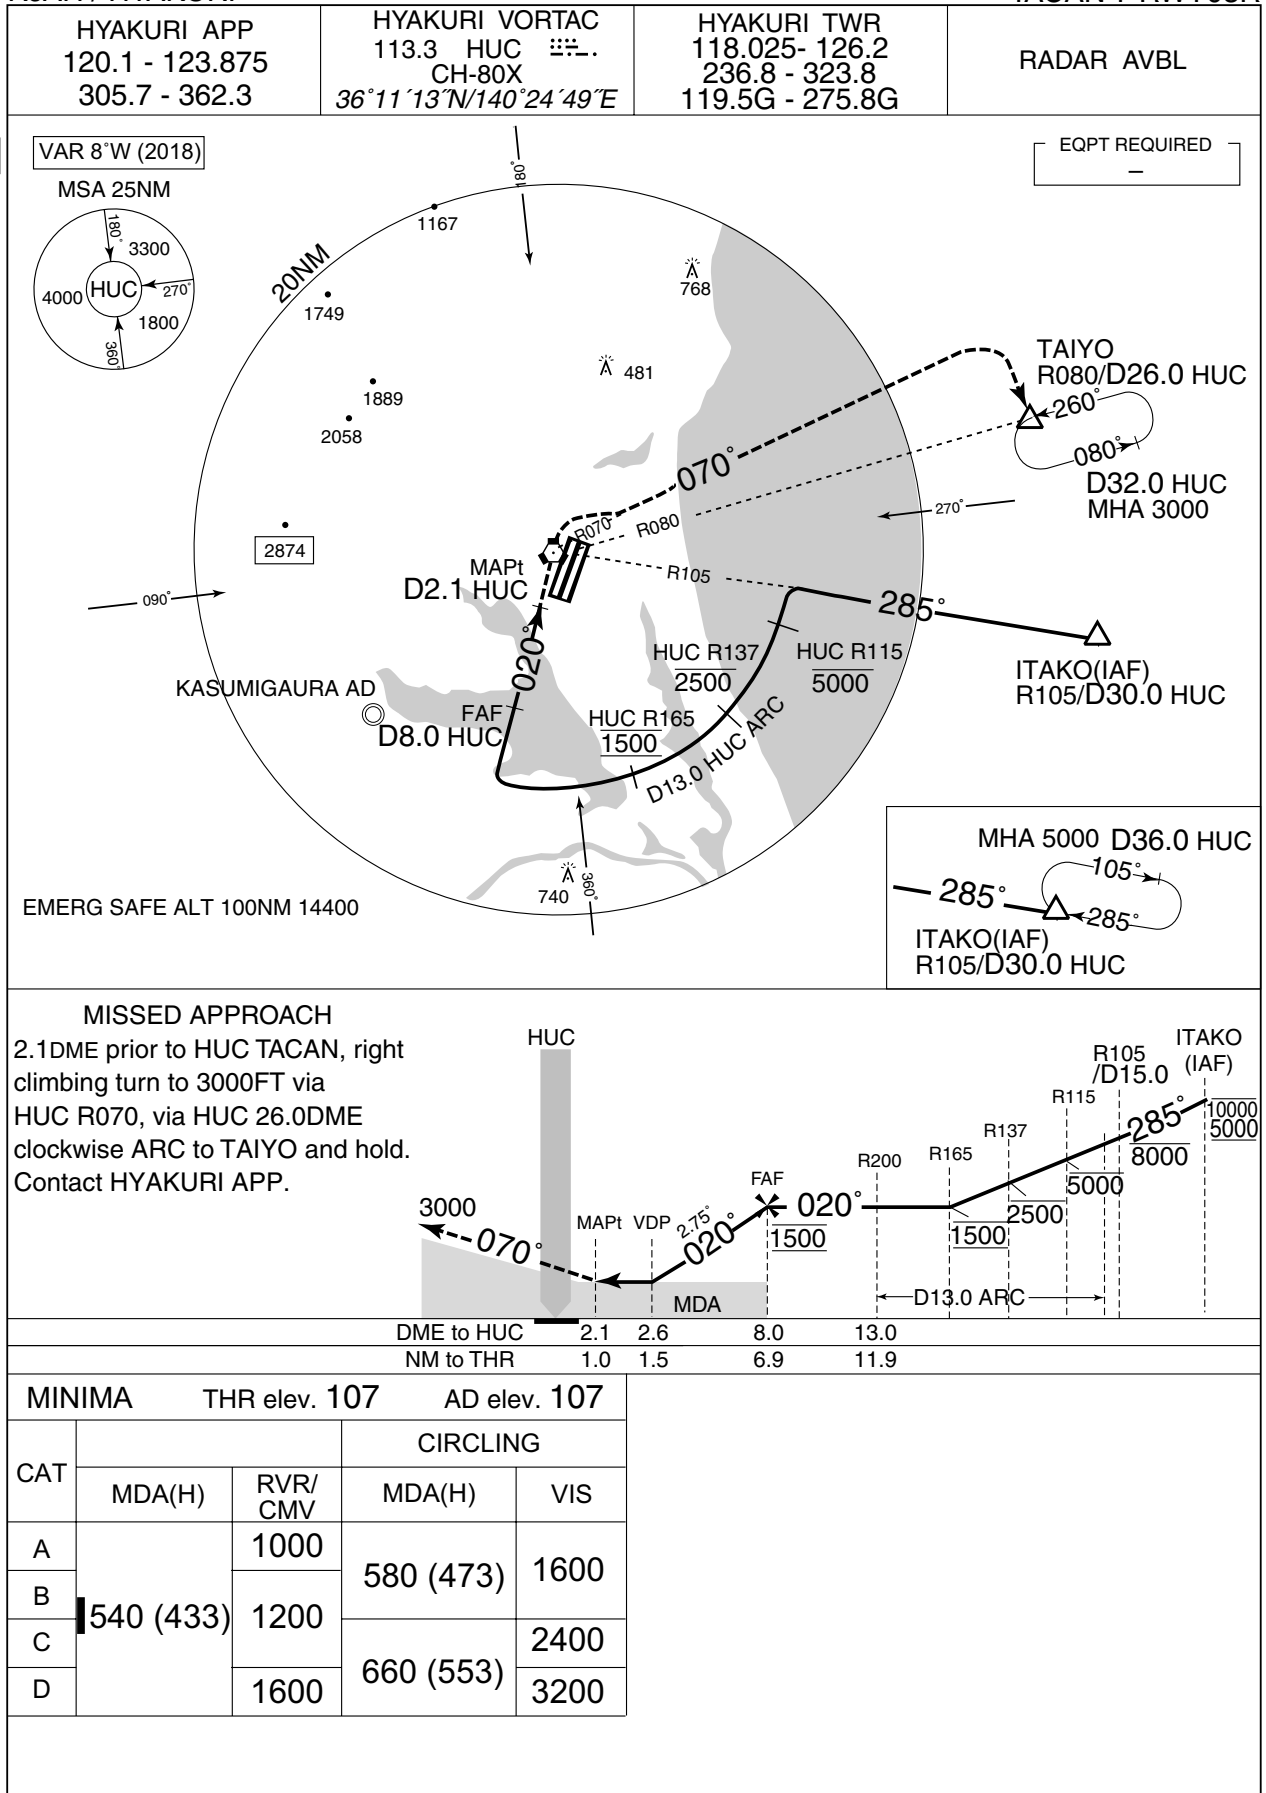 HYAKURI APP
120.1 - 123.875
305.7 - 362.3
HYAKURI VORTAC
113.3 HUC
CH-80X
36°11´13˝N/140°24´49˝E
HYAKURI TWR
118.025- 126.2
236.8 - 323.8
119.5G - 275.8G
RADAR AVBL
VAR 8°W (2018)
MSA 25NM
180°
3300
4000
HUC
270°
1800
360°
EQPT REQUIRED
–
180°
1167
20NM
1749
768
481
1889
2058
2874
TAIYO
R080/D26.0 HUC
260°
080°
D32.0 HUC
MHA 3000
070°
R070
R080
270°
R105
MAPt
D2.1 HUC
090°
285°
ITAKO(IAF)
R105/D30.0 HUC
HUC R137
2500
HUC R115
5000
020°
KASUMIGAURA AD
FAF
D8.0 HUC
HUC R165
1500
D13.0 HUC ARC
740
360°
EMERG SAFE ALT 100NM 14400
MHA 5000 D36.0 HUC
105°
285°
285°
ITAKO(IAF)
R105/D30.0 HUC
MISSED APPROACH
2.1DME prior to HUC TACAN, right
climbing turn to 3000FT via
HUC R070, via HUC 26.0DME
clockwise ARC to TAIYO and hold.
Contact HYAKURI APP.
HUC
ITAKO
(IAF)
R105
/D15.0
R115
R137
R165
R200
FAF
10000
5000
285°
8000
5000
2500
1500
020°
1500
2.75°
020°
VDP
MAPt
3000
070°
MDA
D13.0 ARC
DME to HUC 2.1 2.6 8.0 13.0
NM to THR 1.0 1.5 6.9 11.9
MINIMA THR elev. 107 AD elev. 107
CAT
CIRCLING
MDA(H)
RVR/
CMV
MDA(H)
VIS
A
1000
580 (473)
1600
B
540 (433)
1200
C
2400
660 (553)
D
1600
3200